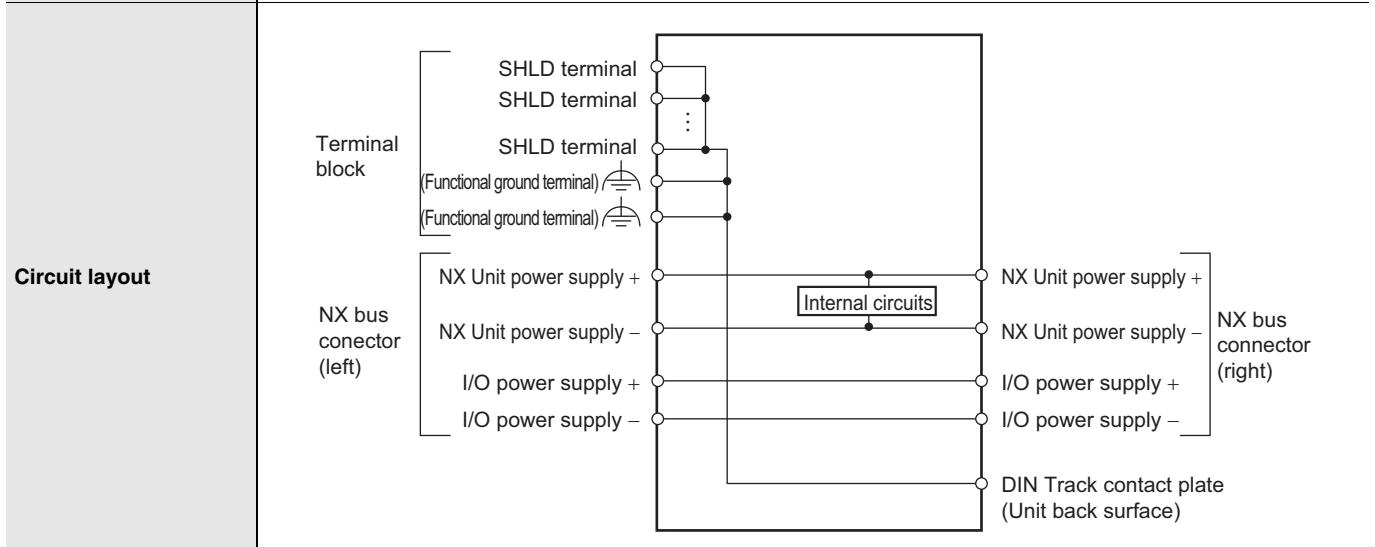 Circuit layout
Terminal
block
SHLD terminal
SHLD terminal
⋮
SHLD terminal
(Functional ground terminal)
(Functional ground terminal)
NX bus
conector
(left)
NX Unit power supply +
NX Unit power supply −
I/O power supply +
I/O power supply −
Internal circuits
NX Unit power supply +
NX Unit power supply −
I/O power supply +
I/O power supply −
NX bus
connector
(right)
DIN Track contact plate
(Unit back surface)